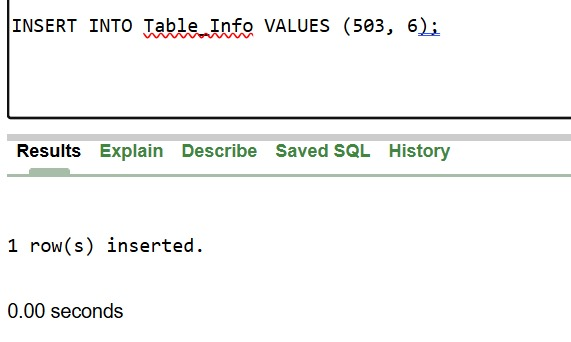 INSERT INTO Table_Info VALUES (503, 6);
Results Explain Describe Saved SQL History
1 row(s) inserted.
0.00 seconds